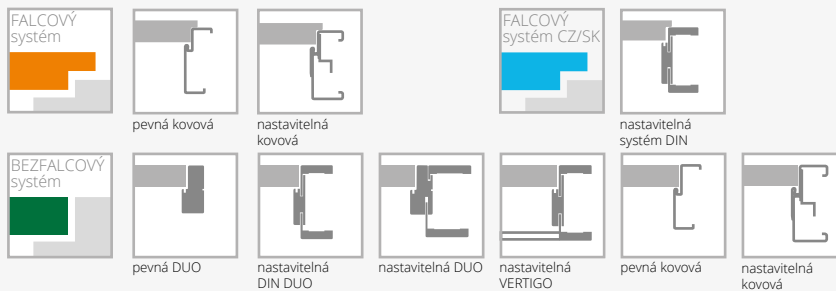 FALCOVÝ
systém
pevná kovová
nastavitelná
kovová
FALCOVÝ
systém CZ/SK
nastavitelná
systém DIN
BEZFALCOVÝ
systém
pevná DUO
nastavitelná
DIN DUO
nastavitelná DUO
nastavitelná
VERTIGO
pevná kovová
nastavitelná
kovová